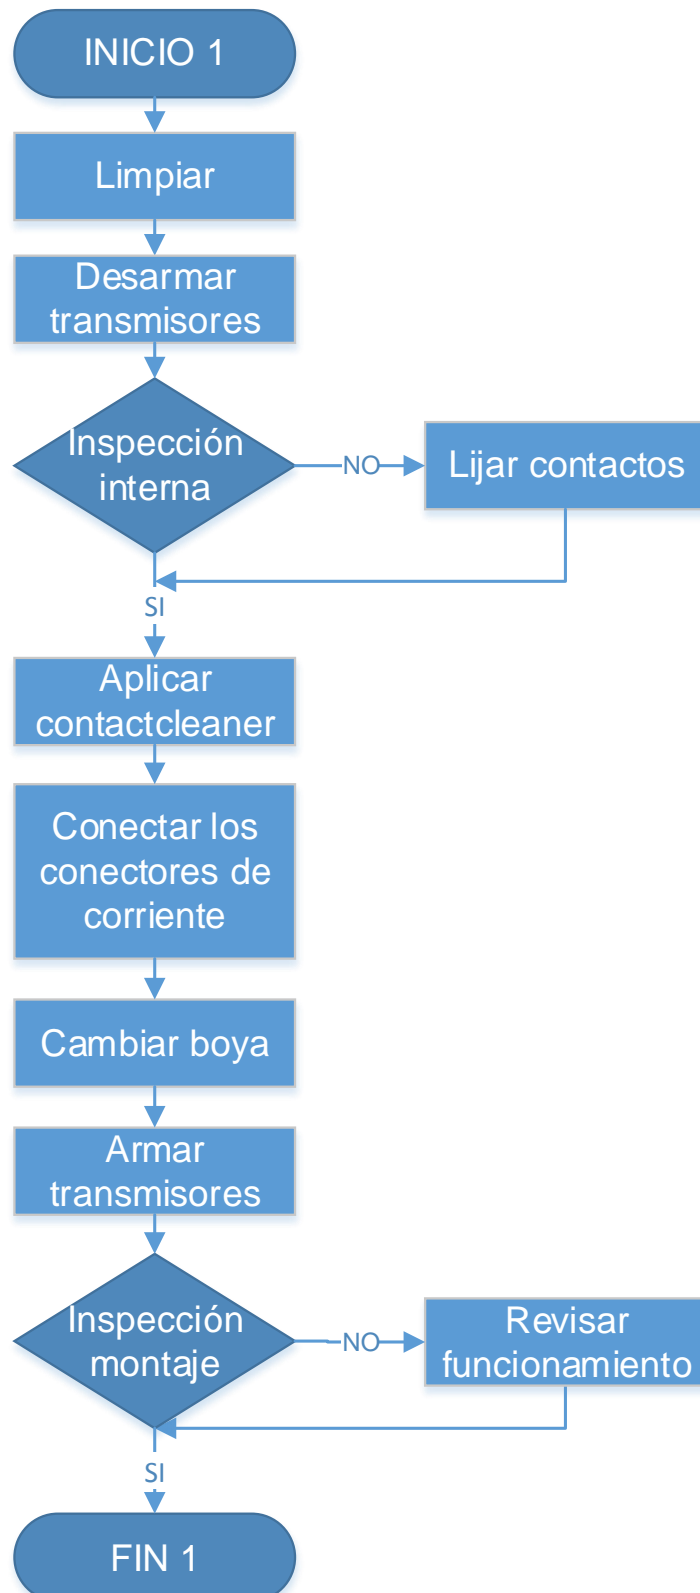 INICIO 1
Limpiar
Desarmar
transmisores
Inspección
interna
NO
Lijar contactos
SI
Aplicar
contactcleaner
Conectar los
conectores de
corriente
Cambiar boya
Armar
transmisores
Inspección
montaje
NO
Revisar
funcionamiento
SI
FIN 1